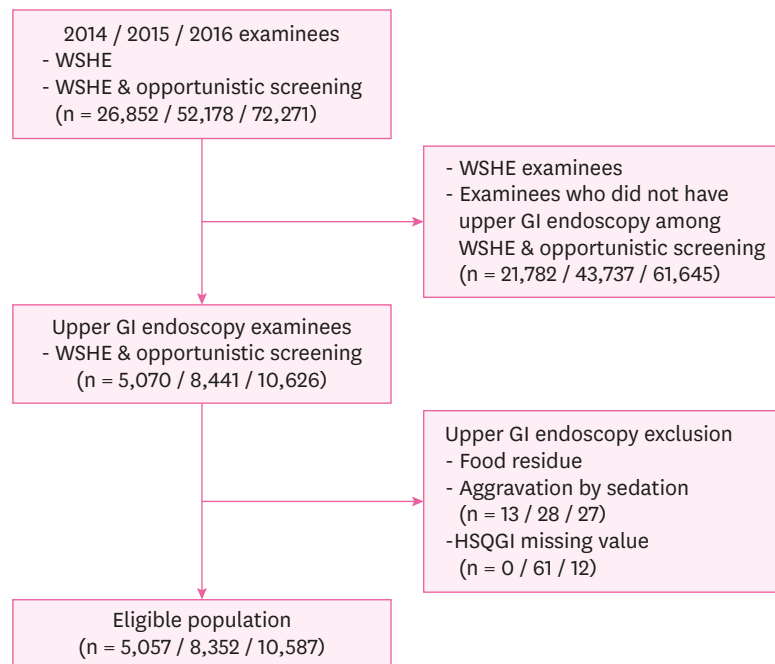 2014 / 2015 / 2016 examinees
- WSHE
- WSHE & opportunistic screening
(n = 26,852 / 52,178 / 72,271)
- WSHE examinees
- Examinees who did not have
upper GI endoscopy among
WSHE & opportunistic screening
(n = 21,782 / 43,737 / 61,645)
Upper GI endoscopy examinees
- WSHE & opportunistic screening
(n = 5,070 / 8,441 / 10,626)
Upper GI endoscopy exclusion
- Food residue
- Aggravation by sedation
(n = 13 / 28 / 27)
-HSQGI missing value
(n = 0 / 61 / 12)
Eligible population
(n = 5,057 / 8,352 / 10,587)